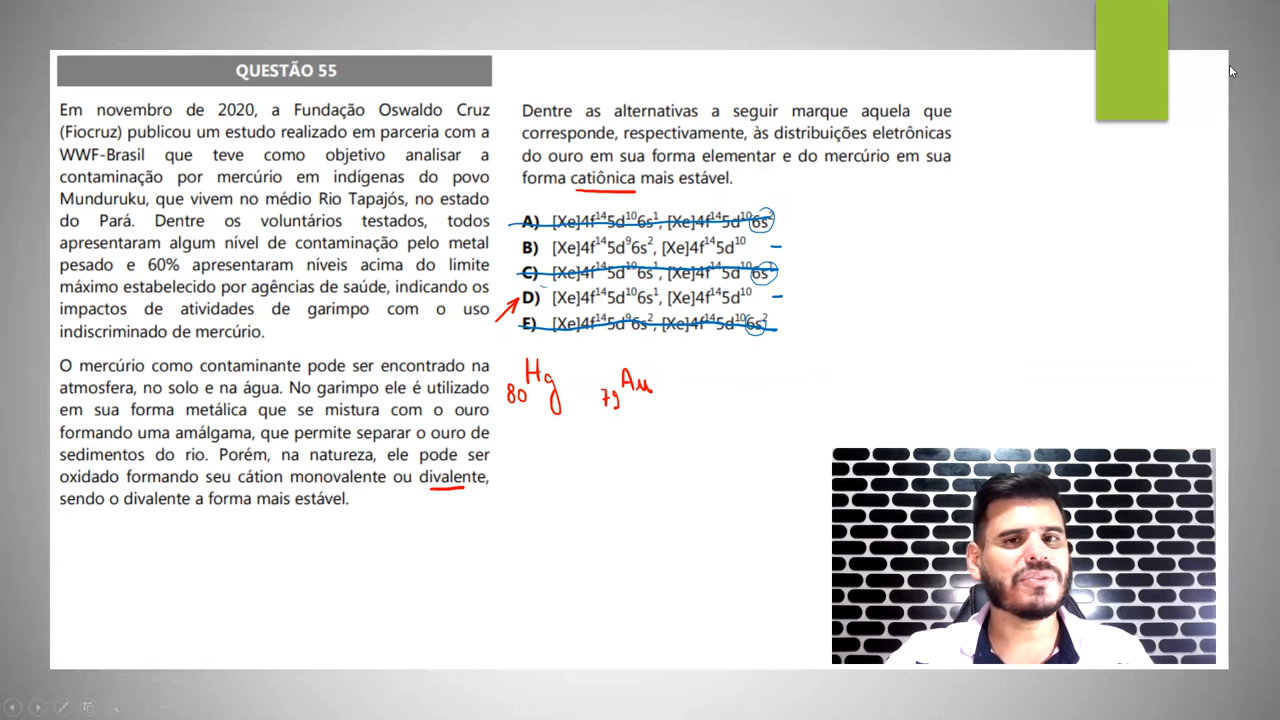 QUESTÃO 55
Em novembro de 2020, a Fundação Oswaldo Cruz
(Fiocruz) publicou um estudo realizado em parceria com a
WWF-Brasil que teve como objetivo analisar a
contaminação por mercúrio em indígenas do povo
Munduruku, que vivem no médio Rio Tapajós, no estado
do Pará. Dentre os voluntários testados, todos
apresentaram algum nível de contaminação pelo metal
pesado e 60% apresentaram níveis acima do limite
máximo estabelecido por agências de saúde, indicando os
impactos de atividades de garimpo com o uso
indiscriminado de mercúrio.
O mercúrio como contaminante pode ser encontrado na
atmosfera, no solo e na água. No garimpo ele é utilizado
em sua forma metálica que se mistura com o ouro
formando uma amálgama, que permite separar o ouro de
sedimentos do rio. Porém, na natureza, ele pode ser
oxidado formando seu cátion monovalente ou divalente,
sendo o divalente a forma mais estável.
Dentre as alternativas a seguir marque aquela que
corresponde, respectivamente, às distribuições eletrônicas
do ouro em sua forma elementar e do mercúrio em sua
forma catiônica mais estável.
A) [Xe]4f¹⁴5d¹⁰6s¹, [Xe]4f¹⁴5d¹⁰6s²
B) [Xe]4f¹⁴5d⁹6s², [Xe]4f¹⁴5d¹⁰
C) [Xe]4f¹⁴5d¹⁰6s¹, [Xe]4f¹⁴5d¹⁰6s¹
D) [Xe]4f¹⁴5d¹⁰6s¹, [Xe]4f¹⁴5d¹⁰
E) [Xe]4f¹⁴5d⁹6s², [Xe]4f¹⁴5d¹⁰6s²
₈₀Hg ₇₉Au